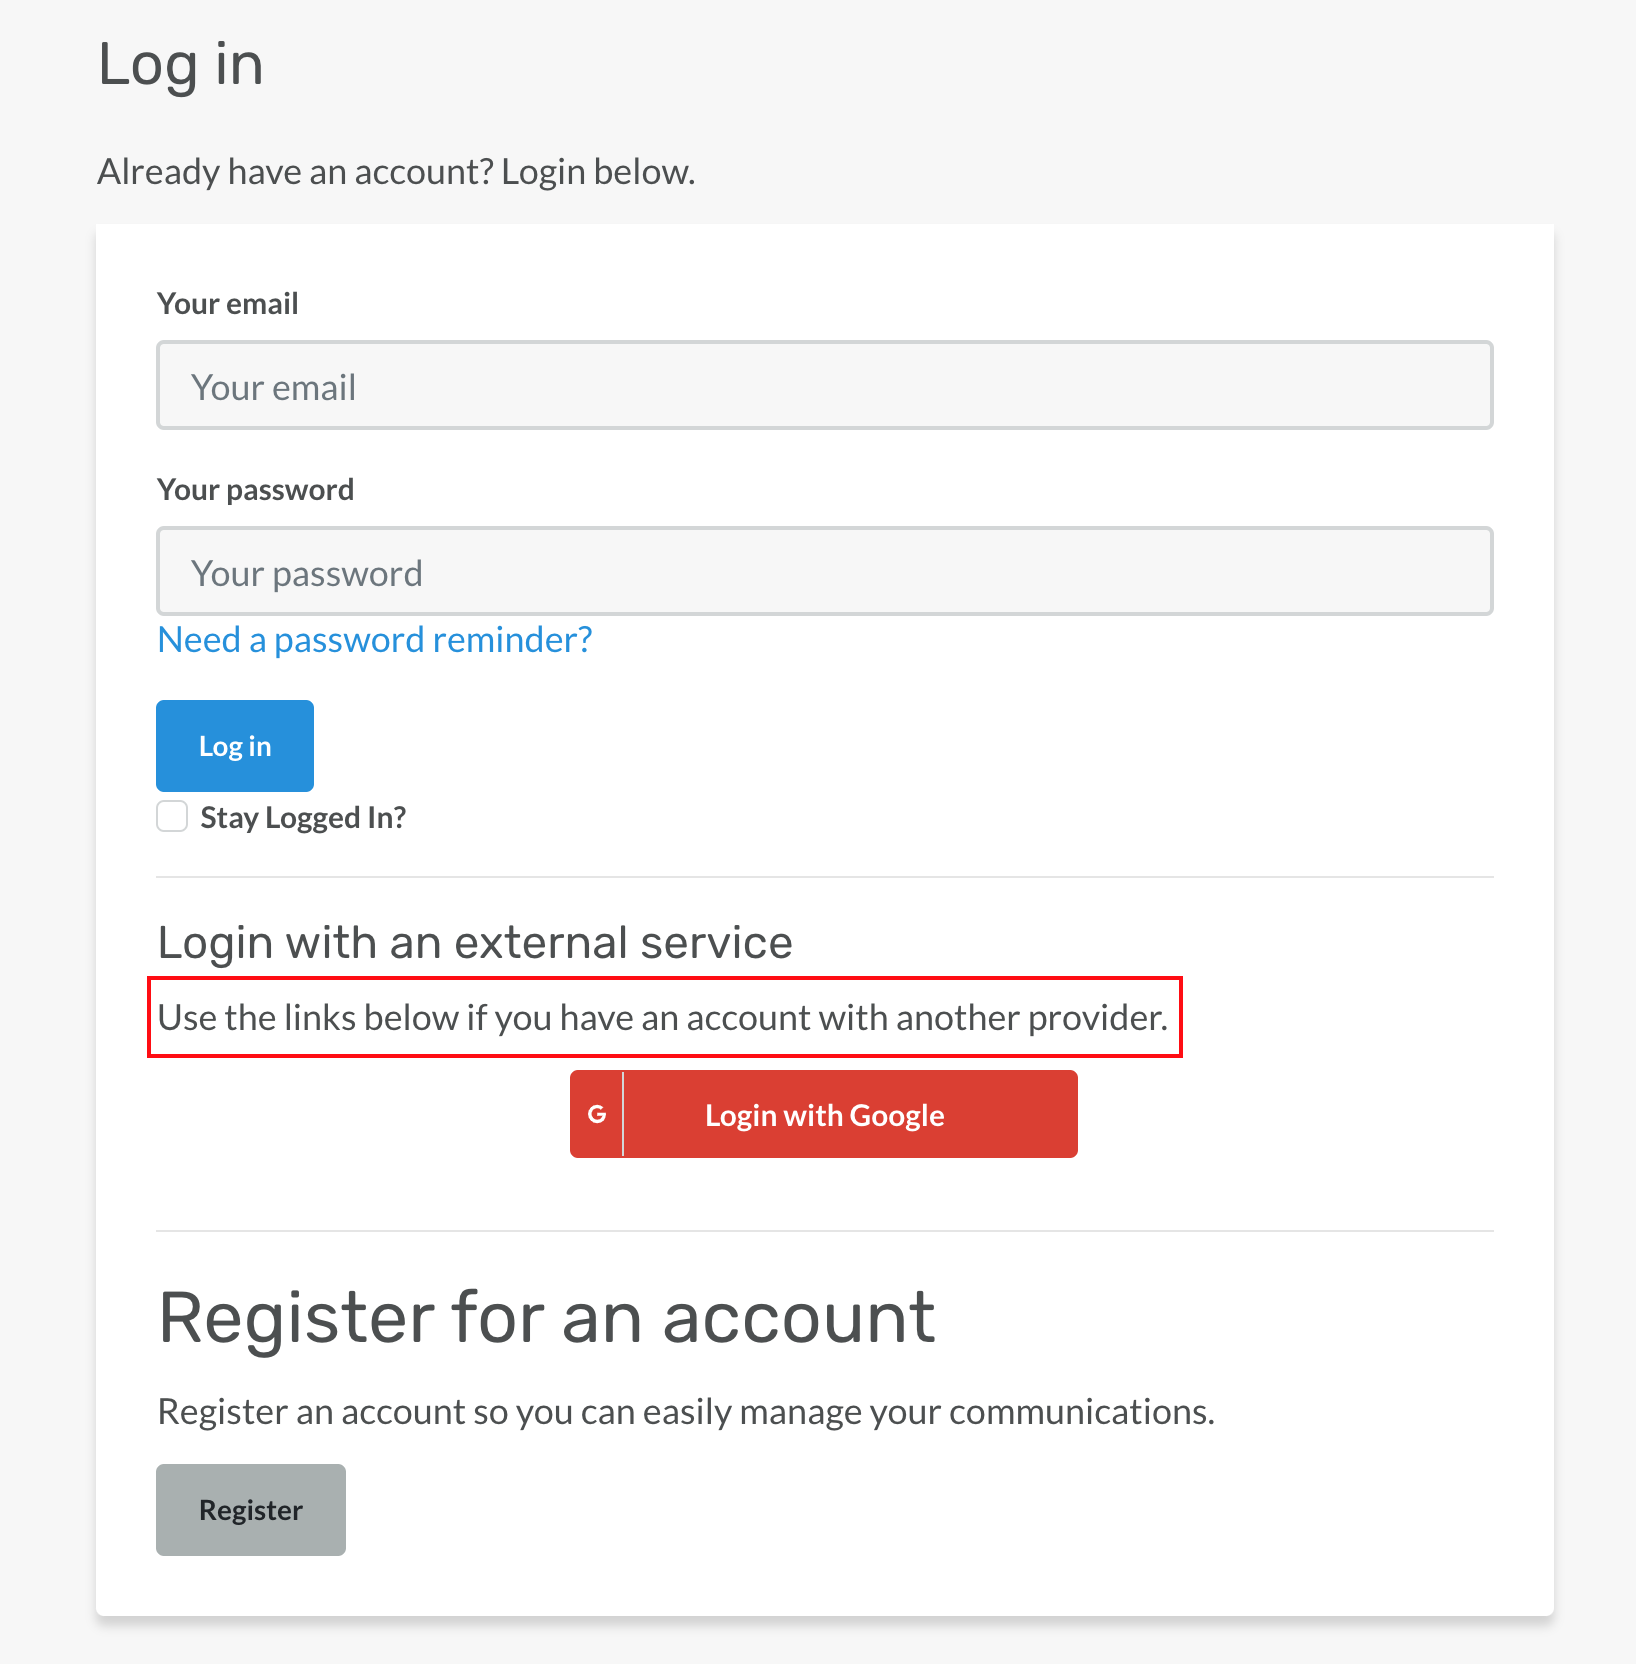 Log in
Already have an account? Login below.
Your email
Your email
Your password
Your password
Need a password reminder?
Log in
Stay Logged In?
Login with an external service
Use the links below if you have an account with another provider.
G Login with Google
Register for an account
Register an account so you can easily manage your communications.
Register